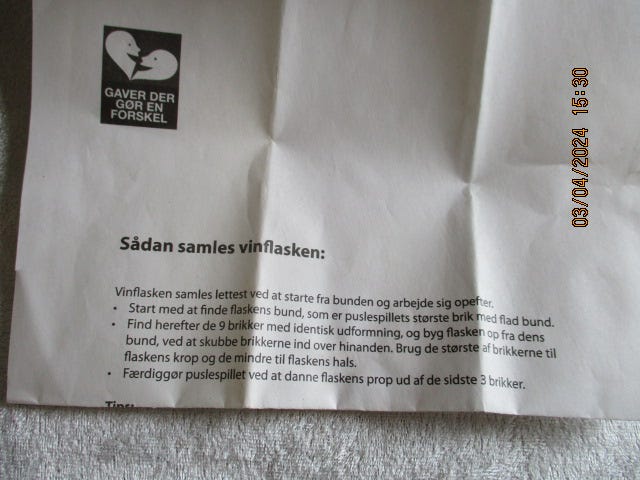 GAVER DER
GØR EN
FORSKEL
03/04/2024 15:30
Sådan samles vinflasken:
Vinflasken samles lettest ved at starte fra bunden og arbejde sig opefter.
• Start med at finde flaskens bund, som er puslespillets største brik med flad bund.
• Find herefter de 9 brikker med identisk udformning, og byg flasken op fra dens
bund, ved at skubbe brikkerne ind over hinanden. Brug de største af brikkerne til
flaskens krop og de mindre til flaskens hals.
• Færdiggør puslespillet ved at danne flaskens prop ud af de sidste 3 brikker.
Tips: